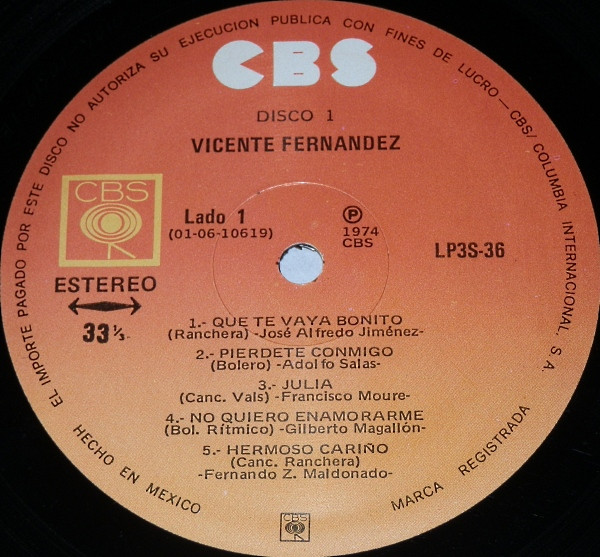 EL IMPORTE PAGADO POR ESTE DISCO NO AUTORIZA SU EJECUCION PUBLICA CON FINES DE LUCRO — CBS/ COLUMBIA INTERNACIONAL, S. A.
CBS
DISCO 1
VICENTE FERNANDEZ
CBS
ESTEREO
33 ⅓
Lado 1
(01-06-10619)
℗
1974
CBS
LP3S-36
1.- QUE TE VAYA BONITO
(Ranchera) -José Alfredo Jiménez-
2.- PIERDETE CONMIGO
(Bolero) -Adolfo Salas-
3.- JULIA
(Canc. Vals) -Francisco Moure-
4.- NO QUIERO ENAMORARME
(Bol. Rítmico) -Gilberto Magallón-
5.- HERMOSO CARIÑO
(Canc. Ranchera)
-Fernando Z. Maldonado-
HECHO EN MEXICO
CBS
MARCA REGISTRADA